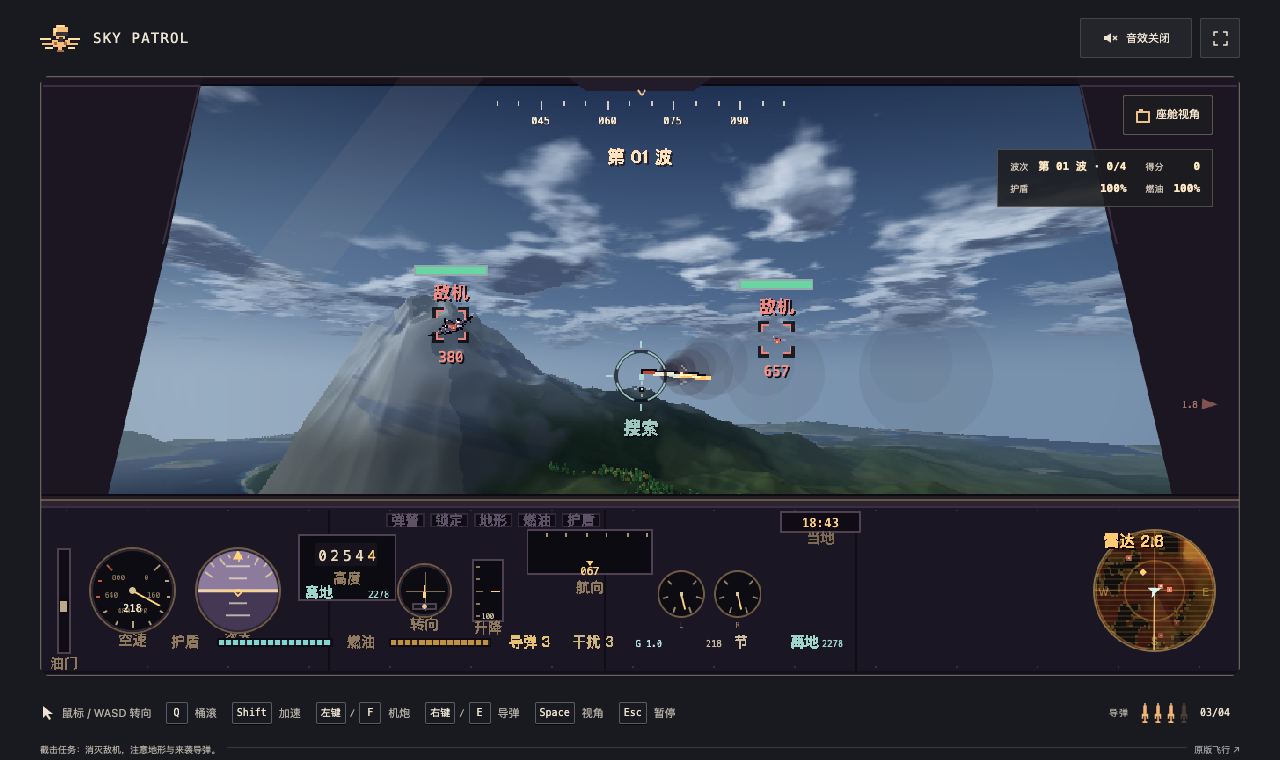 SKY PATROL
音效关闭
045 060 075 090
座舱视角
第 01 波
波次 第 01 波 · 0/4 得分 0
护盾 100% 燃油 100%
敌机
380
敌机
657
搜索
1.8
弹警 锁定 地形 燃油 护盾
18:43
当地
02544
高度
离地 2278
218
空速
转向
-100
升降
067
航向
L R
雷达 2.8
W E
S
护盾
燃油
导弹 3
干扰 3
G 1.0
218 节
离地 2278
油门
鼠标 / WASD 转向 Q 桶滚 Shift 加速 左键 / F 机炮 右键 / E 导弹 Space 视角 Esc 暂停
导弹 03/04
截击任务：消灭敌机，注意地形与来袭导弹。
原版飞行 ↗